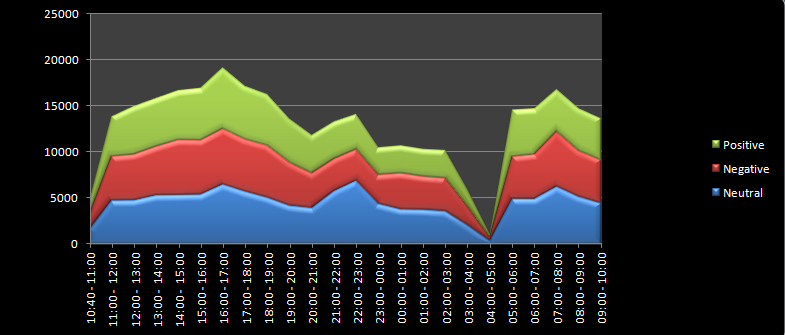 25000
20000
15000
10000
5000
0
10:40 - 11:00
11:00 - 12:00
12:00 - 13:00
13:00 - 14:00
14:00 - 15:00
15:00 - 16:00
16:00 - 17:00
17:00 - 18:00
18:00 - 19:00
19:00 - 20:00
20:00 - 21:00
21:00 - 22:00
22:00 - 23:00
23:00 - 00:00
00:00 - 01:00
01:00 - 02:00
02:00 - 03:00
03:00 - 04:00
04:00 - 05:00
05:00 - 06:00
06:00 - 07:00
07:00 - 08:00
08:00 - 09:00
09:00 - 10:00
Positive
Negative
Neutral